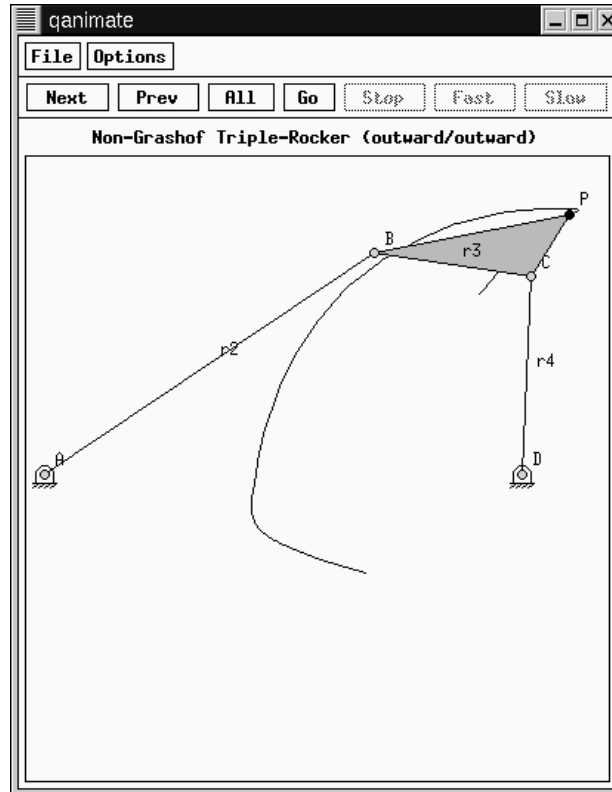 qanimate
File Options
Next Prev All Go Stop Fast Slow
Non-Grashof Triple-Rocker (outward/outward)
P
B
r3
C
r2
r4
A
D